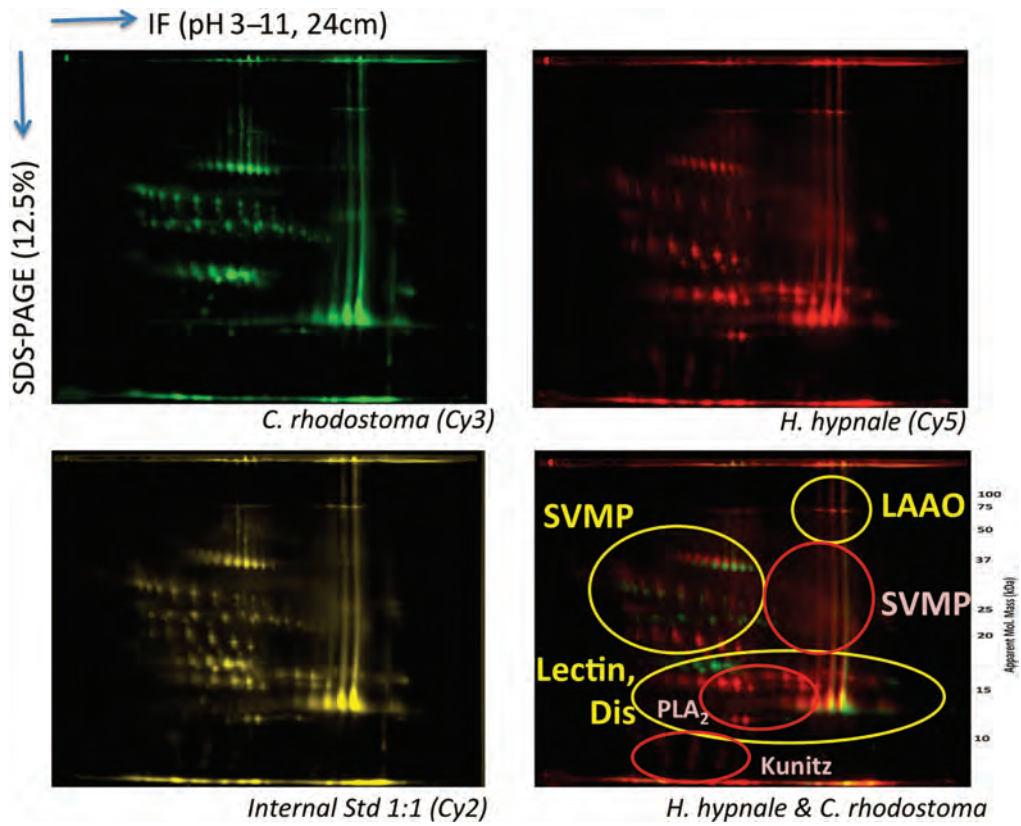 IF (pH 3–11, 24cm)
SDS-PAGE (12.5%)
C. rhodostoma (Cy3)
H. hypnale (Cy5)
Internal Std 1:1 (Cy2)
SVMP
LAAO
SVMP
Lectin,
Dis
PLA₂
Kunitz
100
75
50
37
25
20
15
10
Apparent Mol. Mass (kDa)
H. hypnale & C. rhodostoma